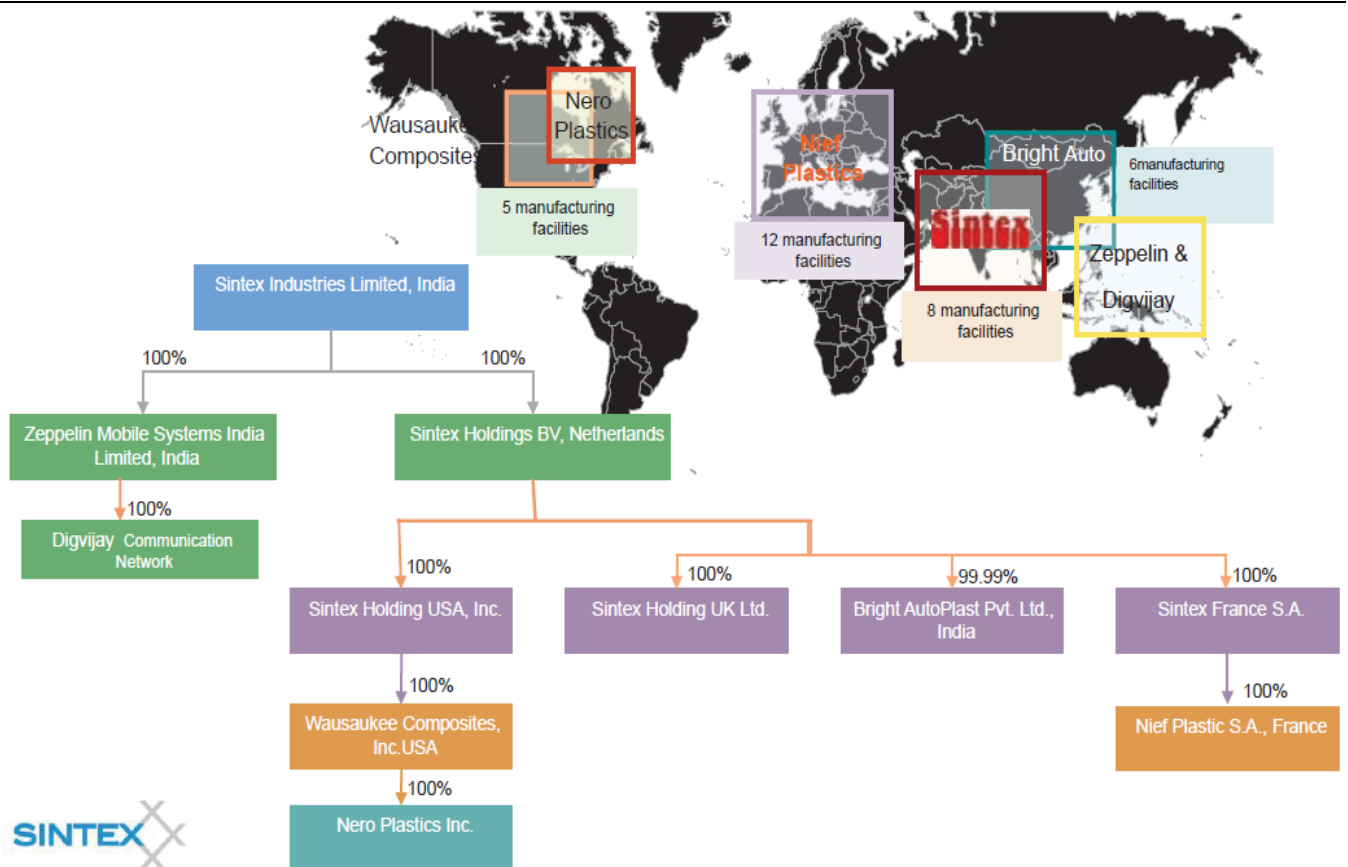 Wausauke
Composites
Nero
Plastics
5 manufacturing
facilities
Nief
Plastics
12 manufacturing
facilities
Bright Auto
6manufacturing
facilities
Sintex
8 manufacturing
facilities
Zeppelin &
Digvijay
Sintex Industries Limited, India
100%
100%
Zeppelin Mobile Systems India
Limited, India
Sintex Holdings BV, Netherlands
100%
Digvijay Communication
Network
100%
100%
99.99%
100%
Sintex Holding USA, Inc.
Sintex Holding UK Ltd.
Bright AutoPlast Pvt. Ltd.,
India
Sintex France S.A.
100%
100%
Wausaukee Composites,
Inc.USA
Nief Plastic S.A., France
100%
Nero Plastics Inc.
SINTEX